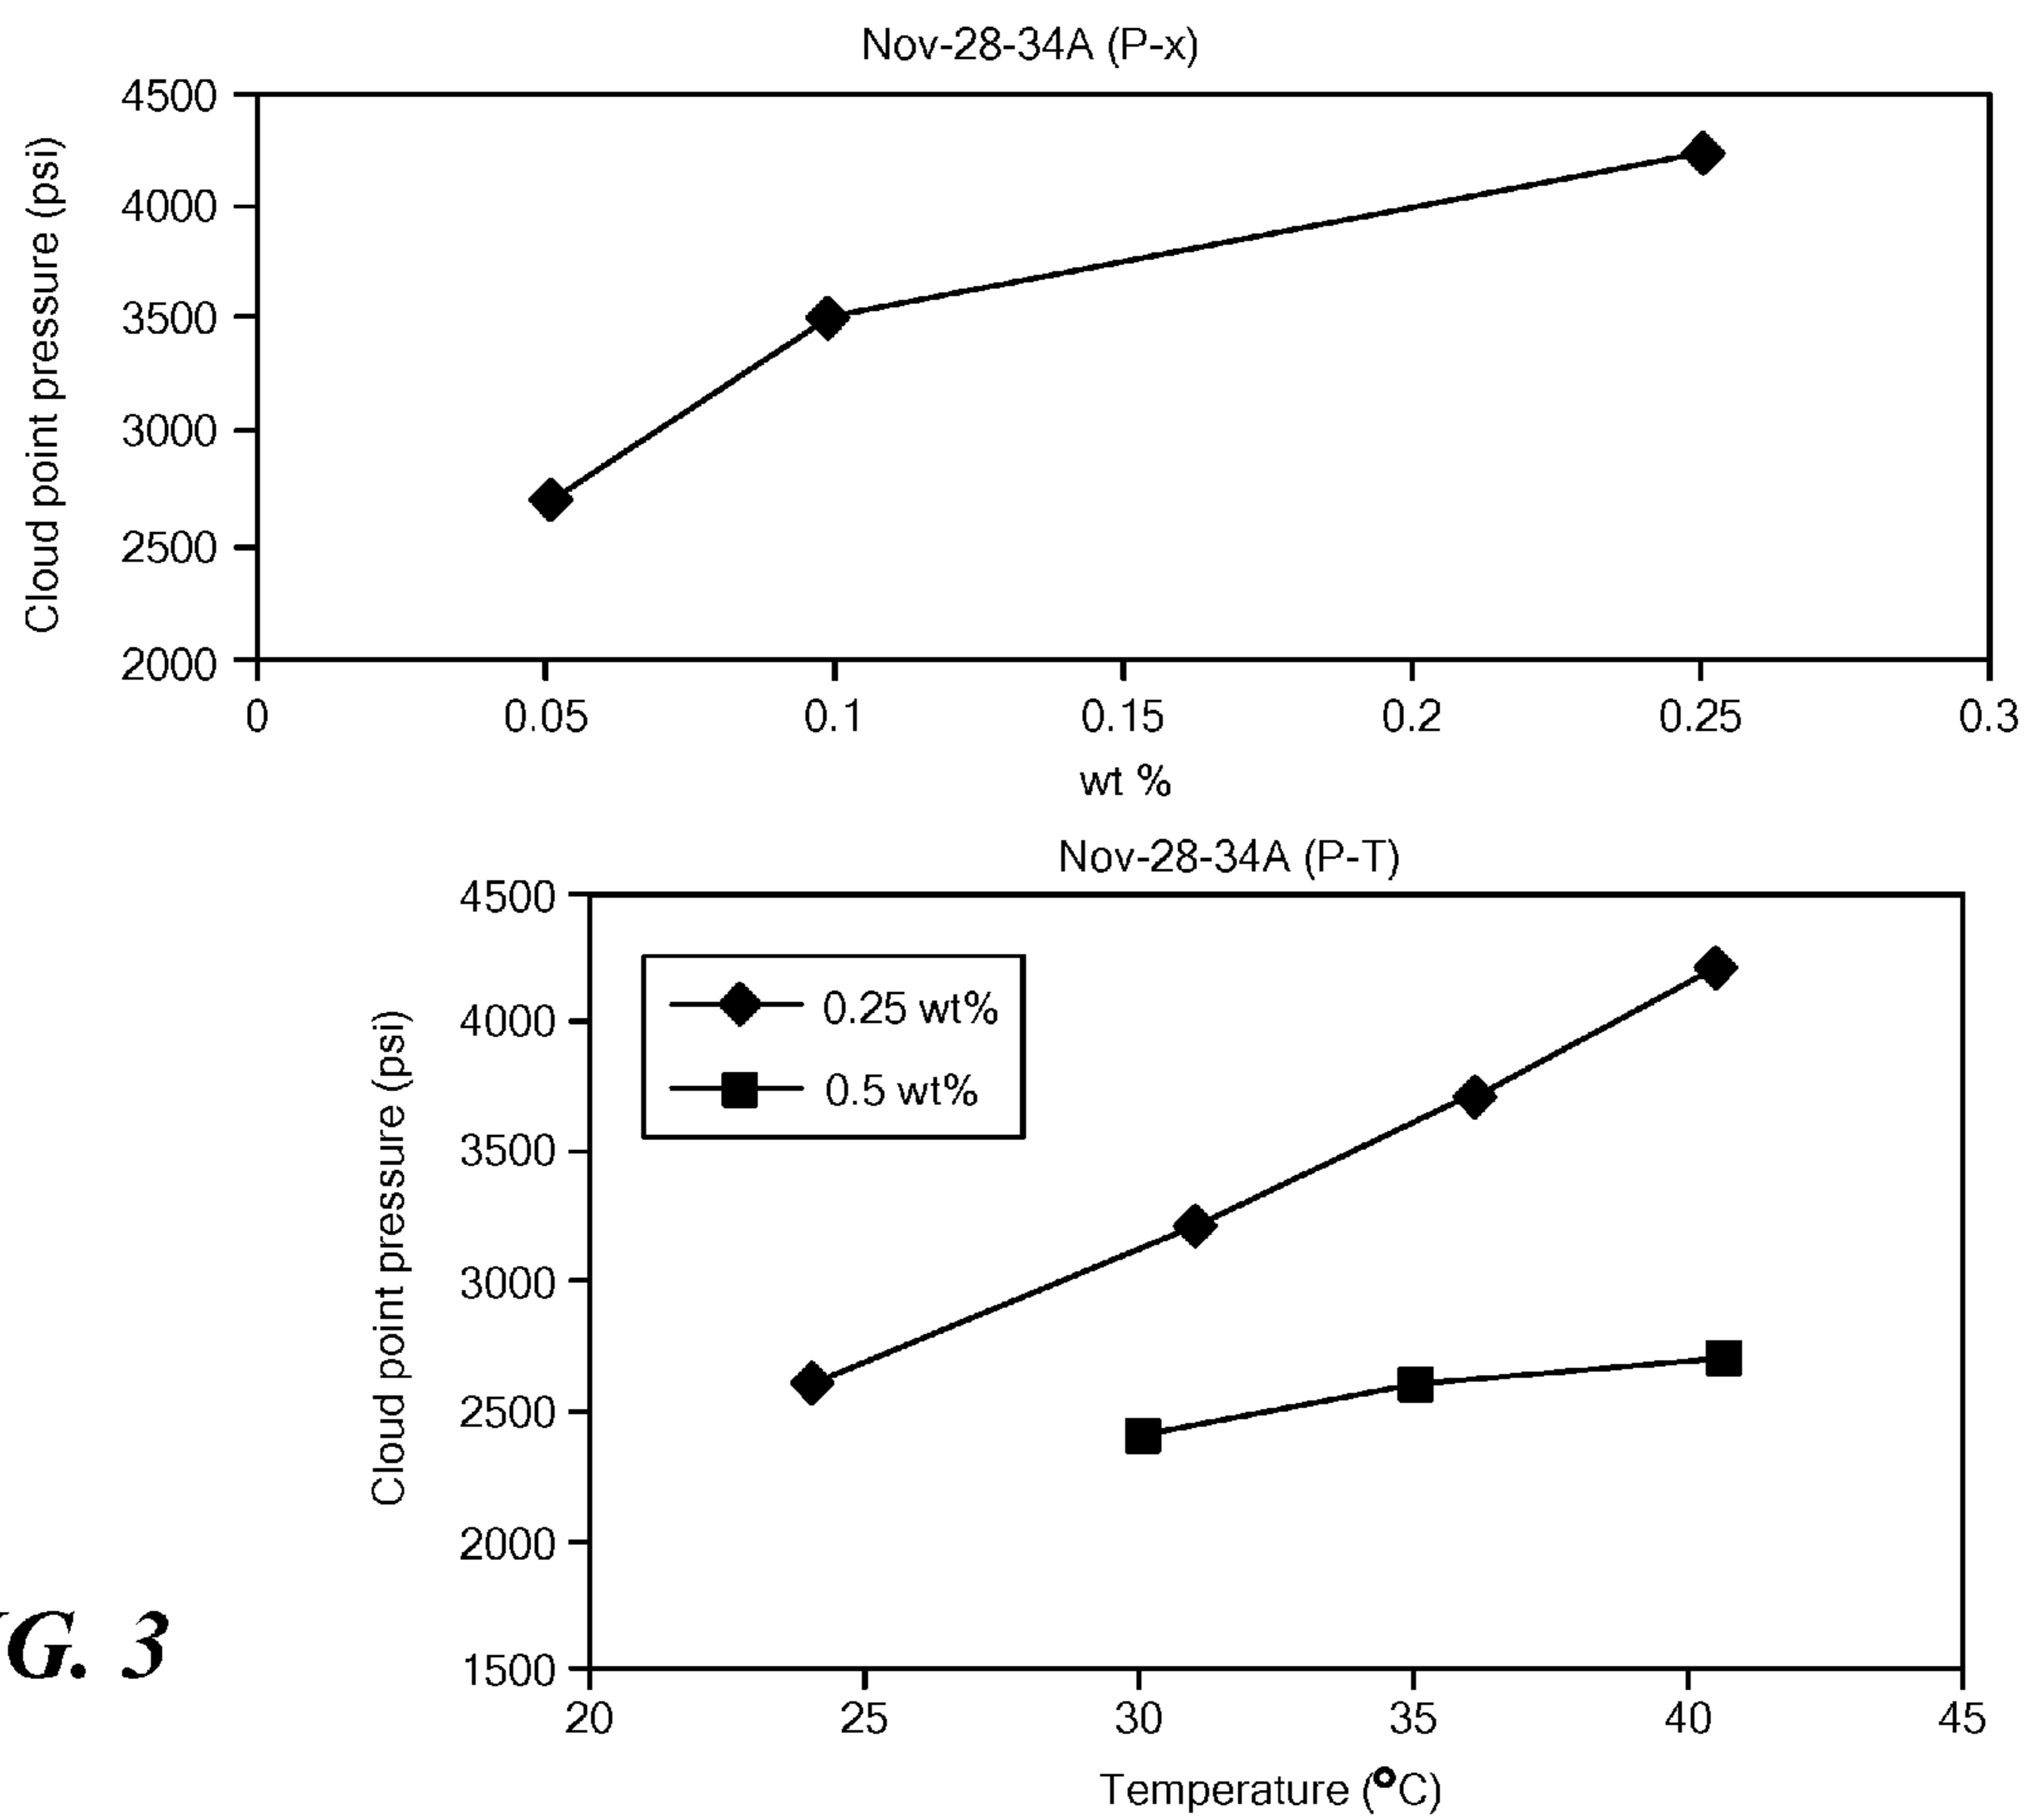 Nov-28-34A (P-x)
Cloud point pressure (psi)
4500
4000
3500
3000
2500
2000
0 0.05 0.1 0.15 0.2 0.25 0.3
wt %
Nov-28-34A (P-T)
Cloud point pressure (psi)
4500
4000
3500
3000
2500
2000
1500
0.25 wt%
0.5 wt%
20 25 30 35 40 45
Temperature (°C)
G. 3